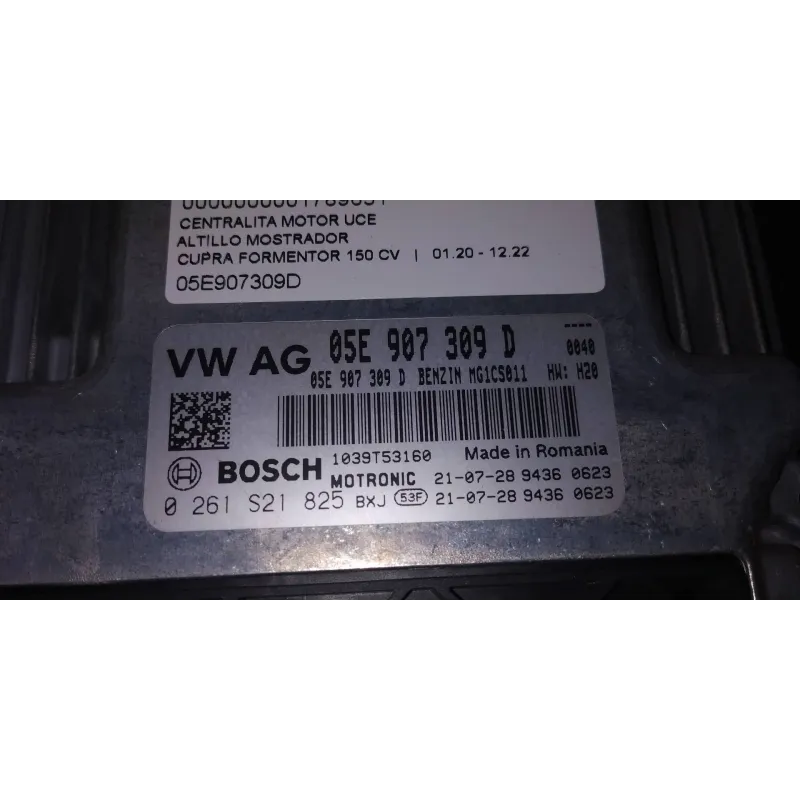 CENTRALITA MOTOR UCE
ALTILLO MOSTRADOR
CUPRA FORMENTOR 150 CV | 01.20 - 12.22
05E907309D
VW AG 05E 907 309 D ----
0040
05E 907 309 D BENZIN MG1CS011 HW: H20
1039T53160 Made in Romania
BOSCH MOTRONIC 21-07-28 9436 0623
0 261 S21 825 BXJ 53F 21-07-28 9436 0623